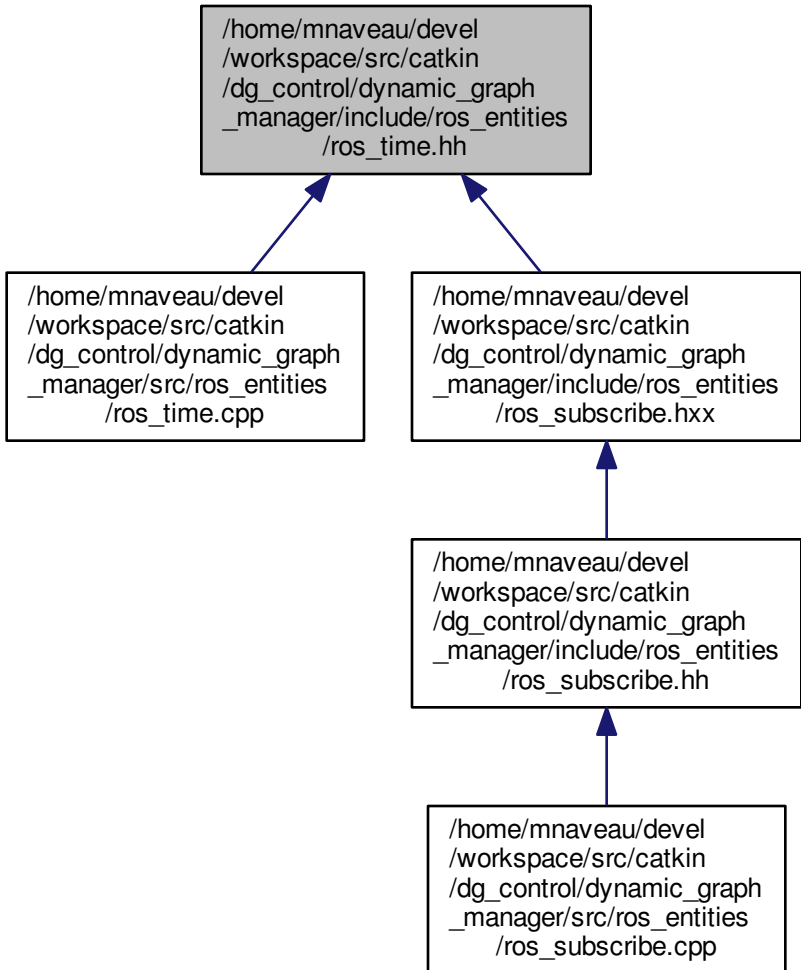 /home/mnaveau/devel
/workspace/src/catkin
/dg_control/dynamic_graph
_manager/include/ros_entities
/ros_time.hh
/home/mnaveau/devel
/workspace/src/catkin
/dg_control/dynamic_graph
_manager/src/ros_entities
/ros_time.cpp
/home/mnaveau/devel
/workspace/src/catkin
/dg_control/dynamic_graph
_manager/include/ros_entities
/ros_subscribe.hxx
/home/mnaveau/devel
/workspace/src/catkin
/dg_control/dynamic_graph
_manager/include/ros_entities
/ros_subscribe.hh
/home/mnaveau/devel
/workspace/src/catkin
/dg_control/dynamic_graph
_manager/src/ros_entities
/ros_subscribe.cpp